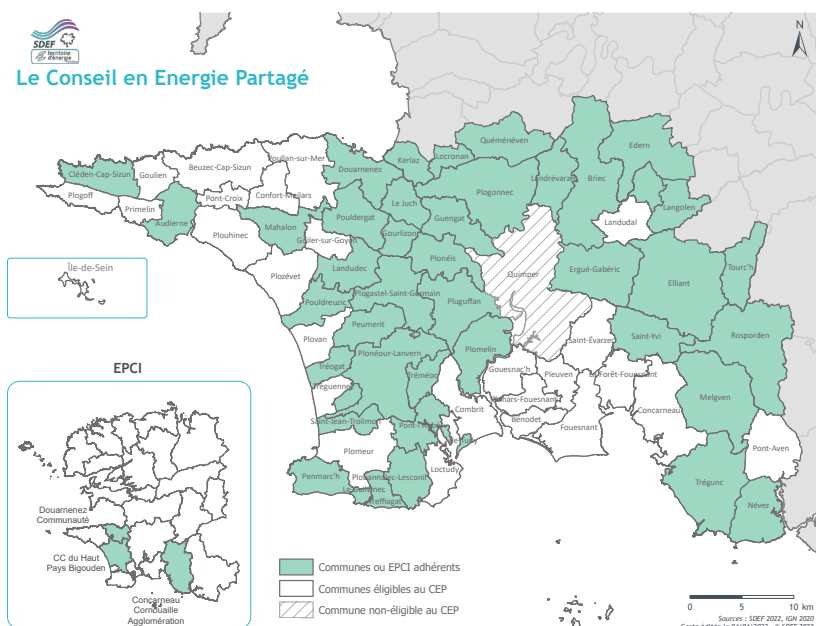 SDEF
territoire
d'énergie
Le Conseil en Energie Partagé
N
Quéménéven
Edern
Poullan-sur-Mer
Kerlaz
Locronan
Beuzec-Cap-Sizun
Douarnenez
Cléden-Cap-Sizun
Goulien
Landrévarzec
Briec
Plogonnec
Plogoff
Pont-Croix
Confort-Meilars
Le Juch
Langolen
Primelin
Pouldergat
Guengat
Audierne
Mahalon
Landudal
Plouhinec
Gourlizon
Guiler-sur-Goyen
Plonéis
Île-de-Sein
Landudec
Quimper
Ergué-Gabéric
Tourc'h
Plozévet
Elliant
Plogastel-Saint-Germain
Pouldreuzic
Pluguffan
Peumerit
Rosporden
Plovan
Saint-Évarzec
Saint-Yvi
Plonéour-Lanvern
Plomelin
EPCI
Tréogat
Tréméoc
Gouesnac'h
Pleuven
La Forêt-Fouesnant
Tréguennec
Melgven
Clohars-Fouesnant
Combrit
Concarneau
Saint-Jean-Trolimon
Pont-l'Abbé
Bénodet
Fouesnant
Pont-Aven
Plomeur
Loctudy
Penmarc'h
Plobannalec-Lesconil
Trégunc
Le Guilvinec
Treffiagat
Névez
Douarnenez
Communauté
CC du Haut
Pays Bigouden
Concarneau
Cornouaille
Agglomération
Communes ou EPCI adhérents
Communes éligibles au CEP
Commune non-éligible au CEP
0 5 10 km
Sources : SDEF 2022, IGN 2020